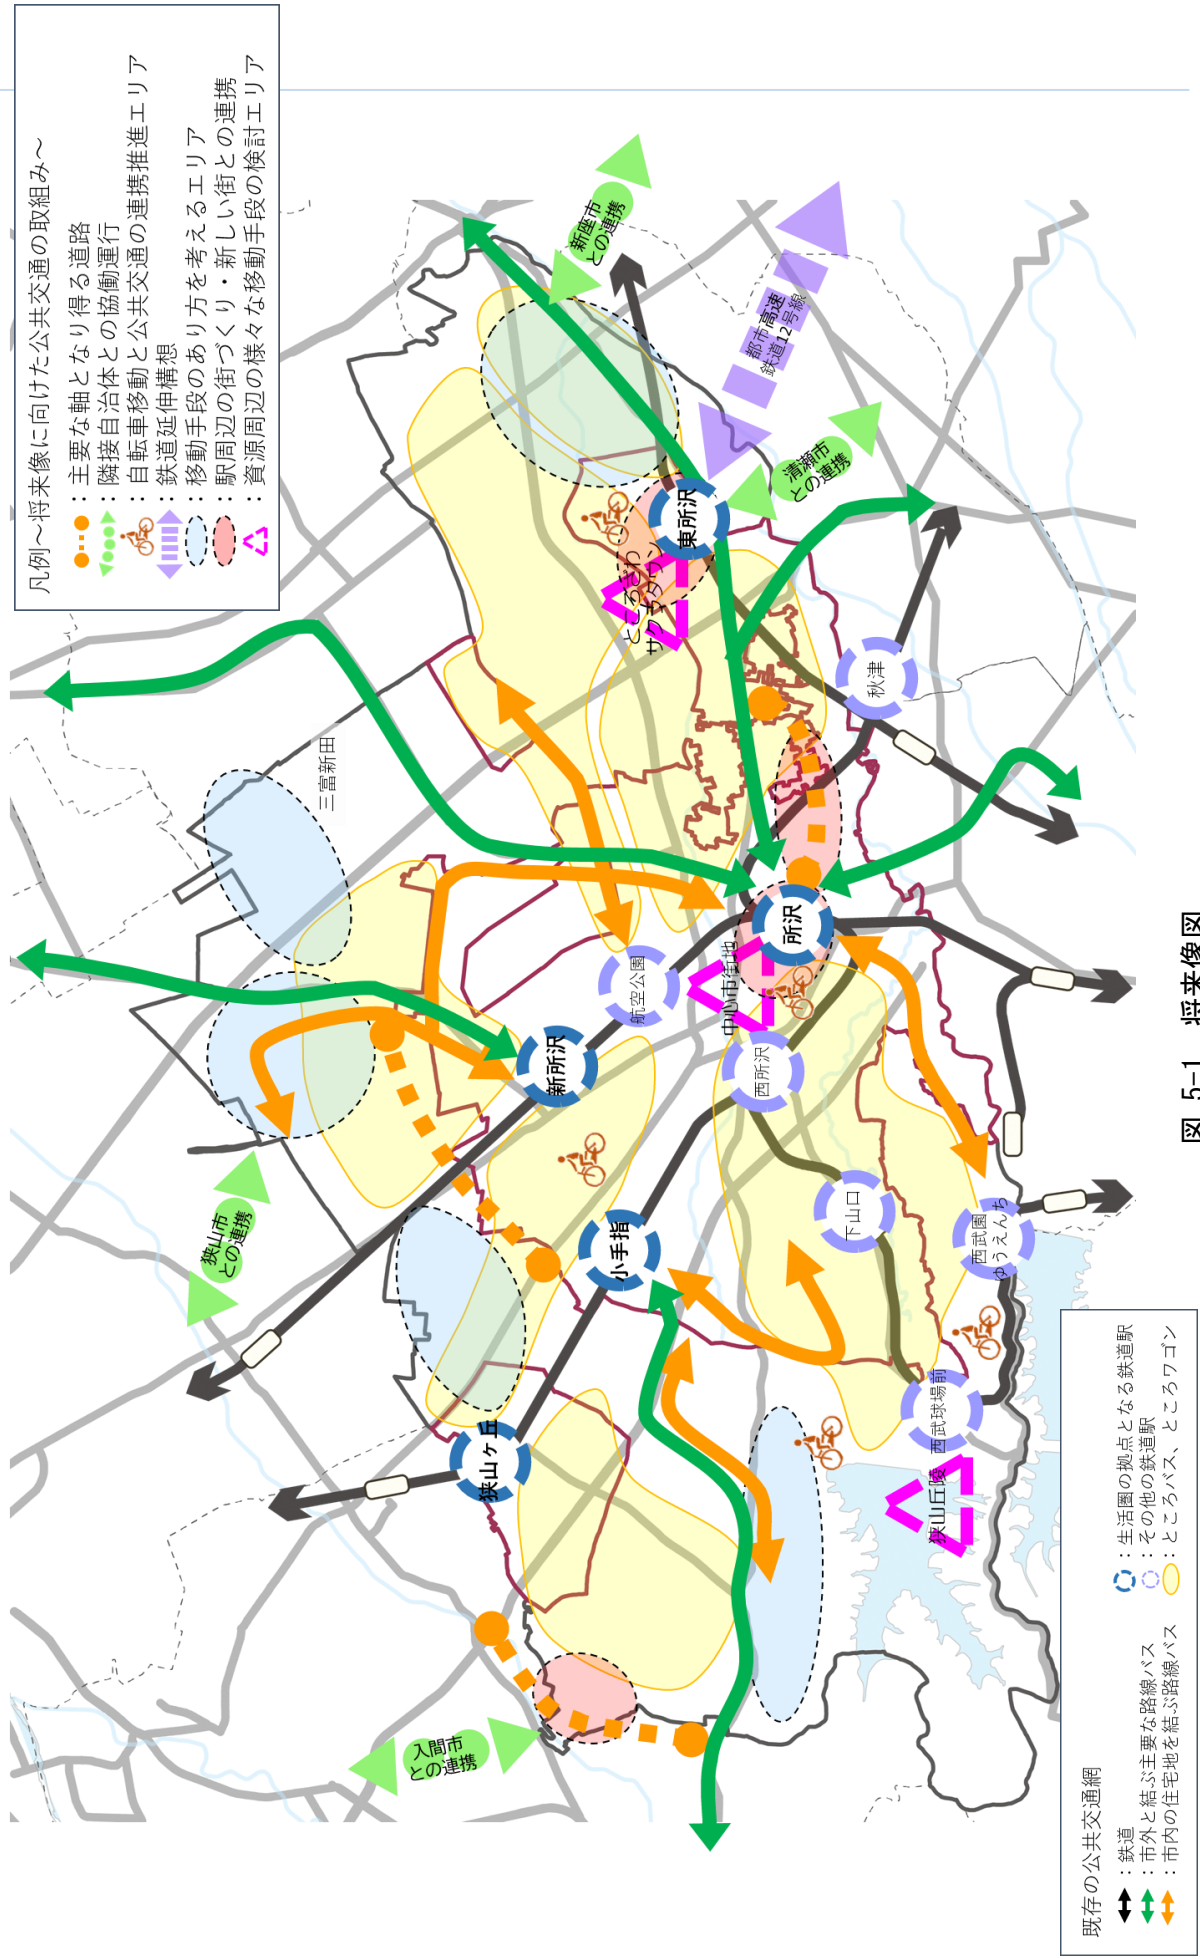 凡例～将来像に向けた公共交通の取組み～
：主要な軸となり得る道路
：隣接自治体との協働運行
：自転車移動と公共交通の連携推進エリア
：鉄道延伸構想
：移動手段のあり方を考えるエリア
：駅周辺の街づくり・新しい街との連携
：資源周辺の様々な移動手段の検討エリア
三富新田
新座市
との連携
都市高速
鉄道12号線
清瀬市
との連携
東所沢
ところざわ
サクラタウン
秋津
所沢
中心市街地
航空公園
新所沢
西所沢
狭山市
との連携
小手指
下山口
西武園
ゆうえんち
西武球場前
狭山ヶ丘
狭山丘陵
入間市
との連携
既存の公共交通網
：鉄道
：市外と結ぶ主要な路線バス
：市内の住宅地を結ぶ路線バス
：生活圏の拠点となる鉄道駅
：その他の鉄道駅
：ところバス、ところワゴン
図 5-1 将来像図